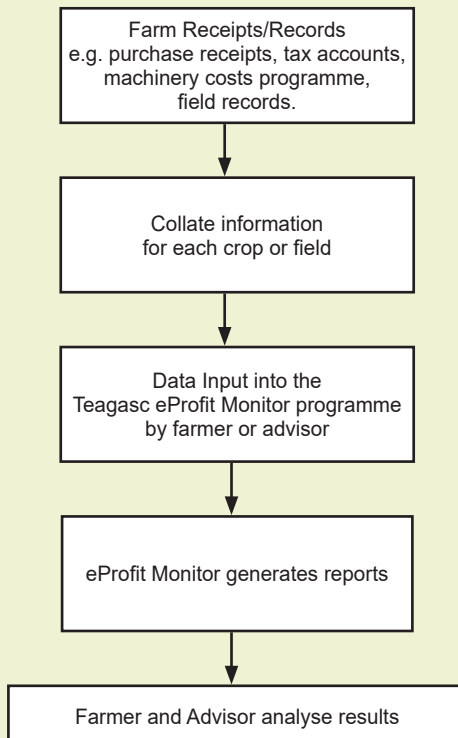 Farm Receipts/Records
e.g. purchase receipts, tax accounts,
machinery costs programme,
field records.
Collate information
for each crop or field
Data Input into the
Teagasc eProfit Monitor programme
by farmer or advisor
eProfit Monitor generates reports
Farmer and Advisor analyse results